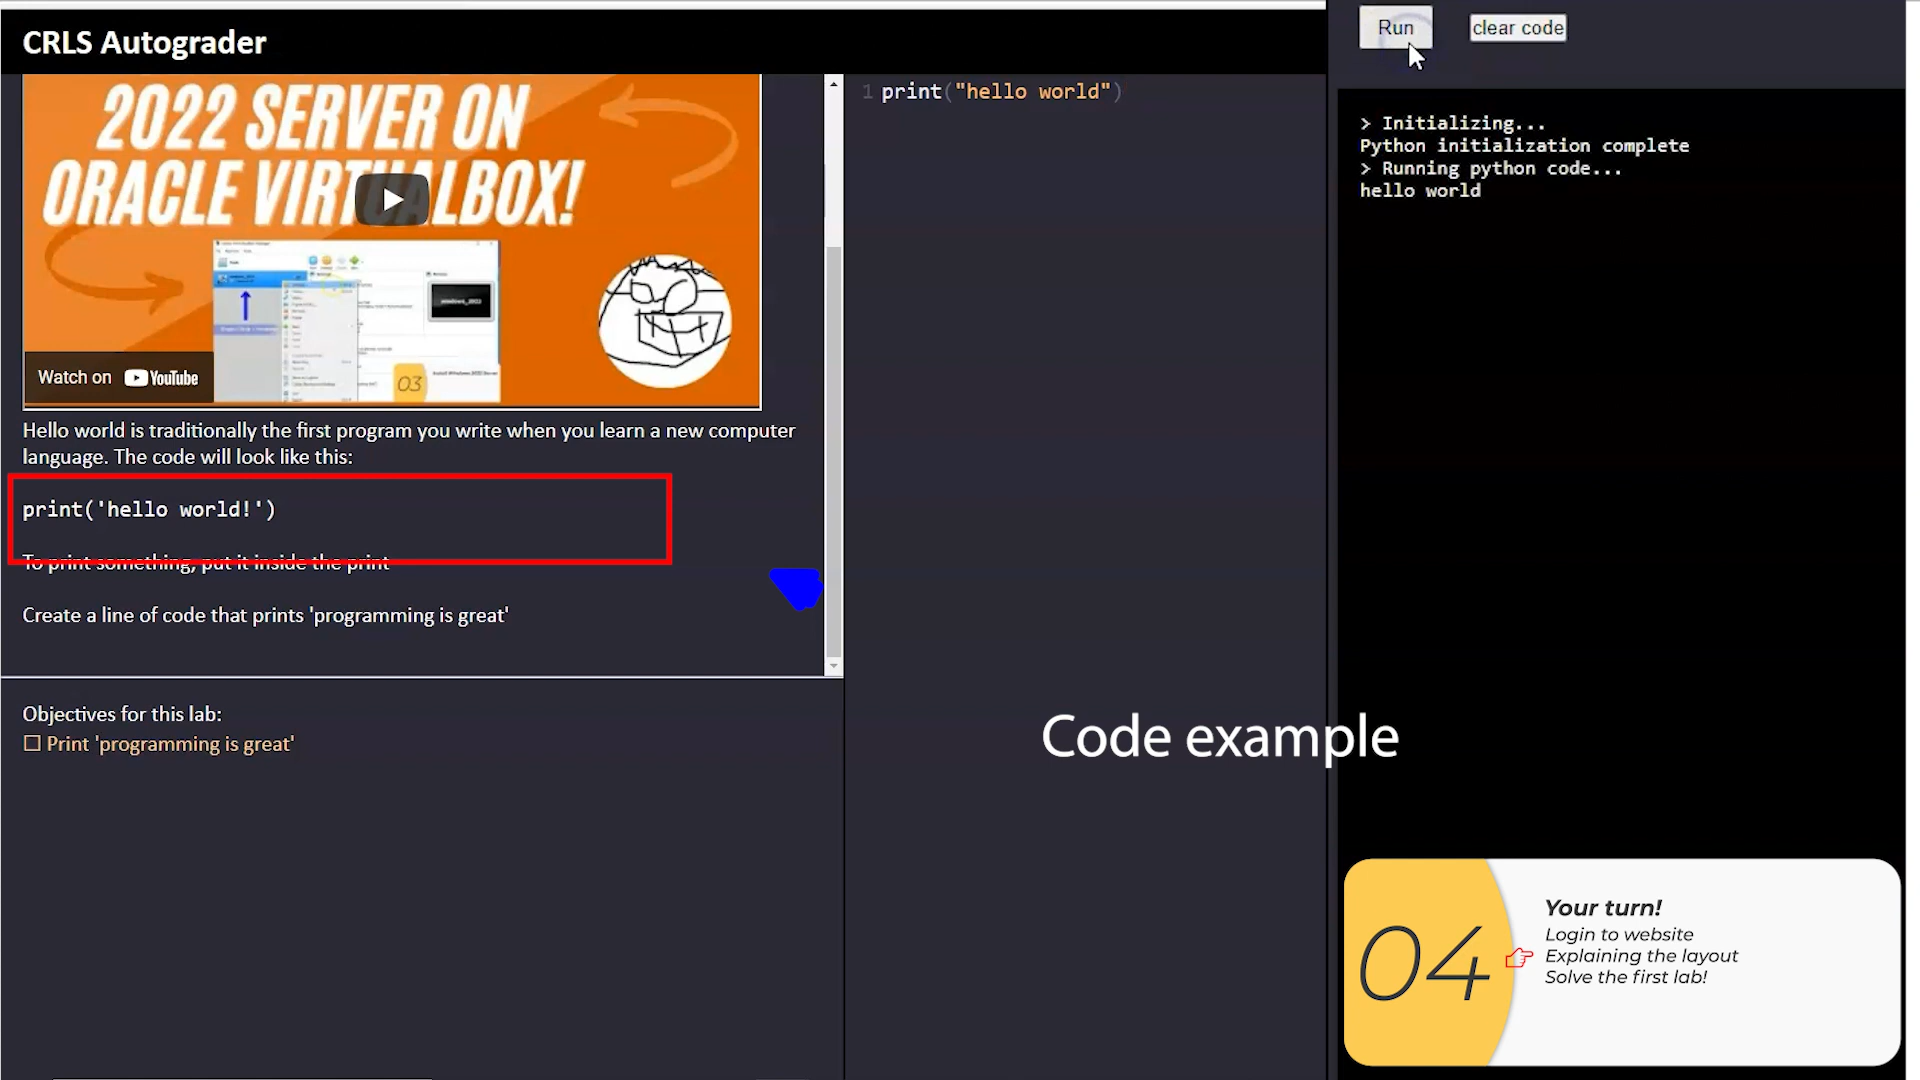 CRLS Autograder
2022 SERVER ON
ORACLE VIRTUALBOX!
03
Watch on YouTube
Hello world is traditionally the first program you write when you learn a new computer
language. The code will look like this:
print('hello world!')
To print something, put it inside the print
Create a line of code that prints 'programming is great'
Objectives for this lab:
Print 'programming is great'
1 print("hello world")
Run
clear code
> Initializing...
Python initialization complete
> Running python code...
hello world
Code example
04
Your turn!
Login to website
Explaining the layout
Solve the first lab!